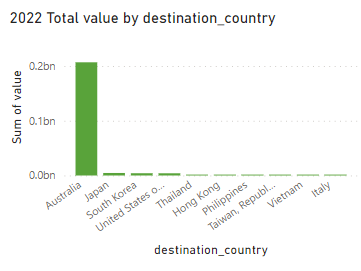 2022 Total value by destination_country
Sum of value
0.2bn
0.1bn
0.0bn
Australia
Japan
South Korea
United States o...
Thailand
Hong Kong
Philippines
Taiwan, Republ...
Vietnam
Italy
destination_country